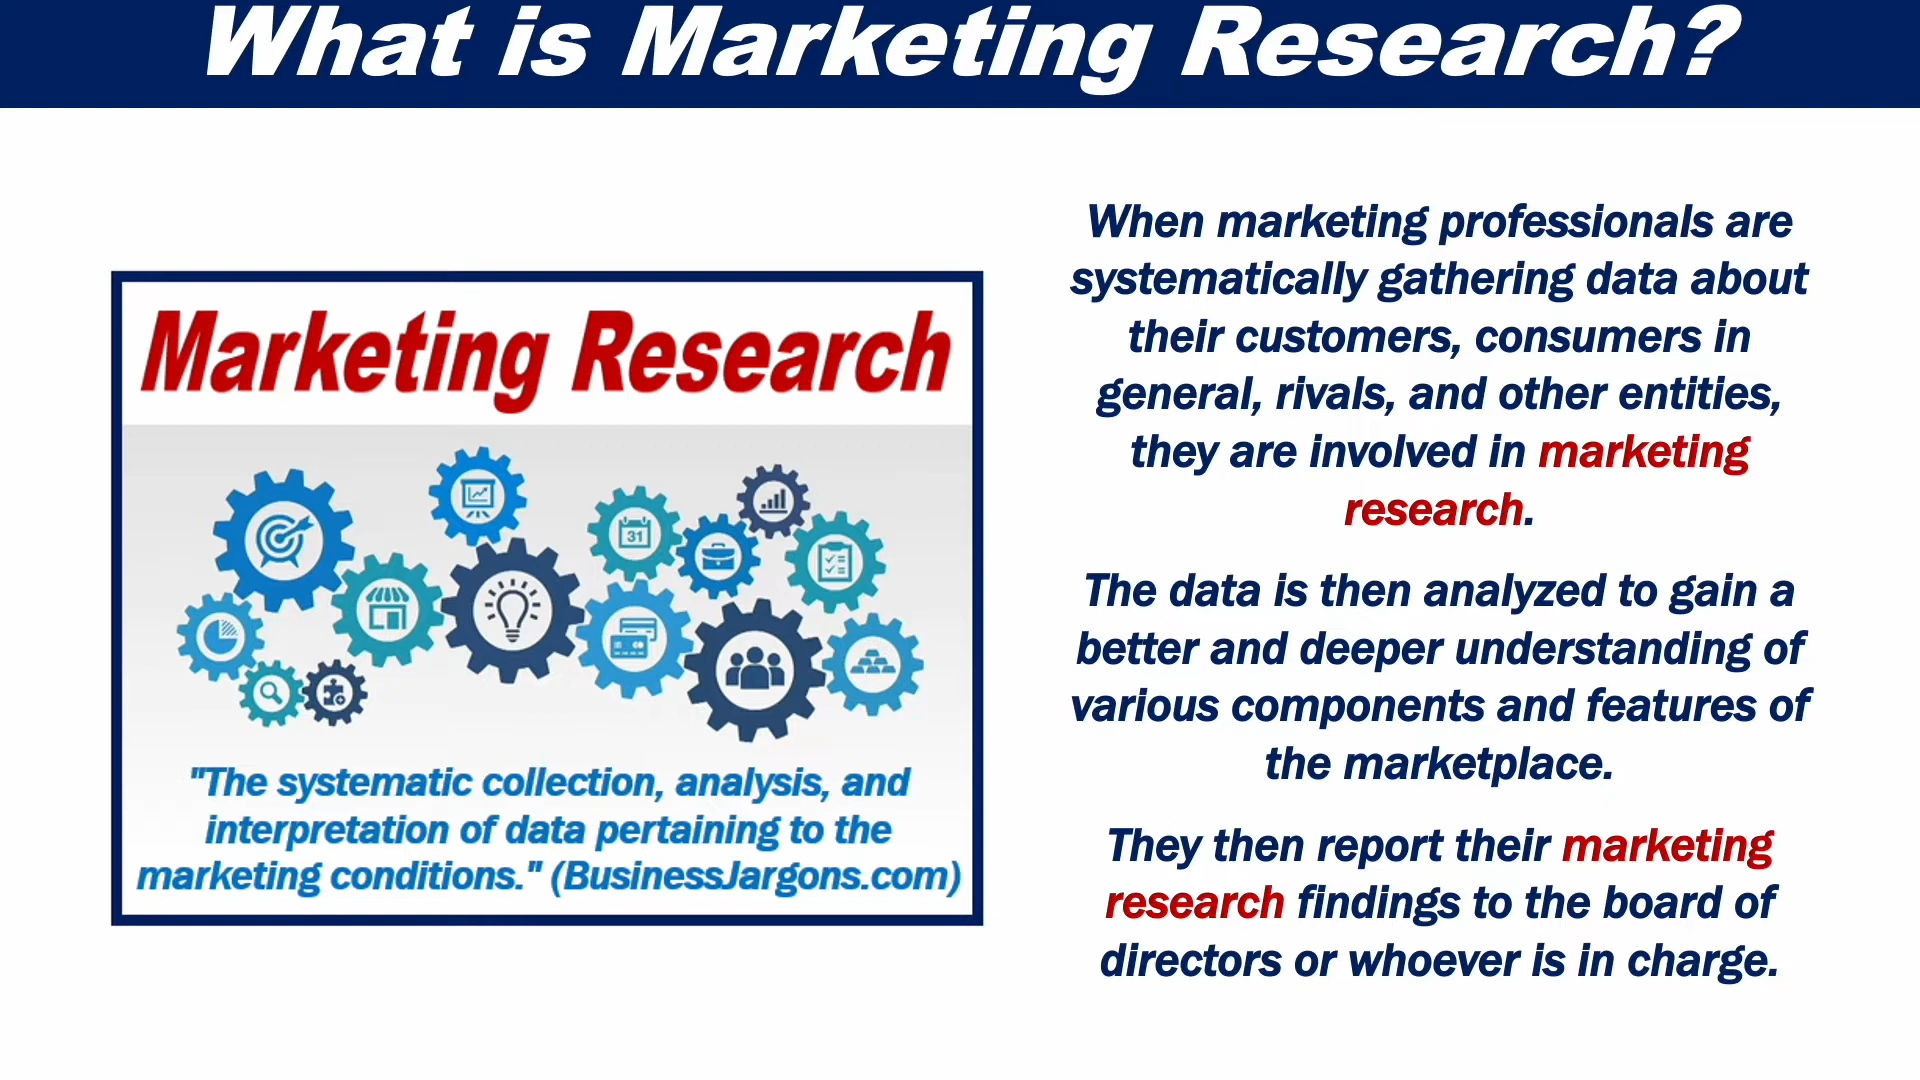 What is Marketing Research?
Marketing Research
31
"The systematic collection, analysis, and
interpretation of data pertaining to the
marketing conditions." (BusinessJargons.com)
When marketing professionals are
systematically gathering data about
their customers, consumers in
general, rivals, and other entities,
they are involved in marketing
research.
The data is then analyzed to gain a
better and deeper understanding of
various components and features of
the marketplace.
They then report their marketing
research findings to the board of
directors or whoever is in charge.